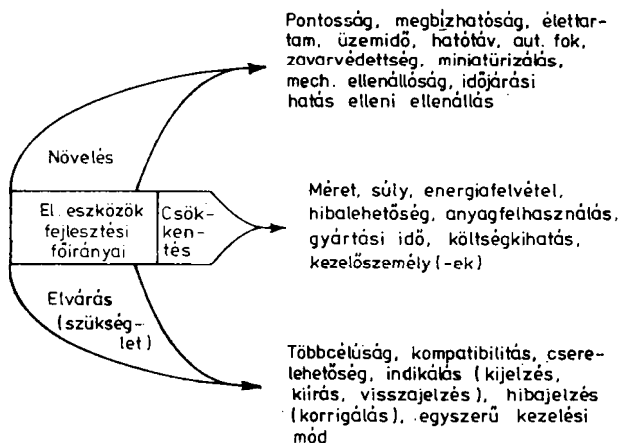 Pontosság, megbízhatóság, élettar-
tam, üzemidő, hatótáv, aut. fok,
zavarvédettség, miniatürizálás,
mech. ellenállóság, időjárási
hatás elleni ellenállás
Növelés
El. eszközök
fejlesztési
főirányai
Csök-
ken-
tés
Méret, súly, energiafelvétel,
hibalehetőség, anyagfelhasználás,
gyártási idő, költségkihatás,
kezelőszemély (-ek)
Elvárás
(szükség-
let)
Többcélúság, kompatibilitás, csere-
lehetőség, indikálás (kijelzés,
kiírás, visszajelzés), hibajelzés
(korrigálás), egyszerű kezelési
mód